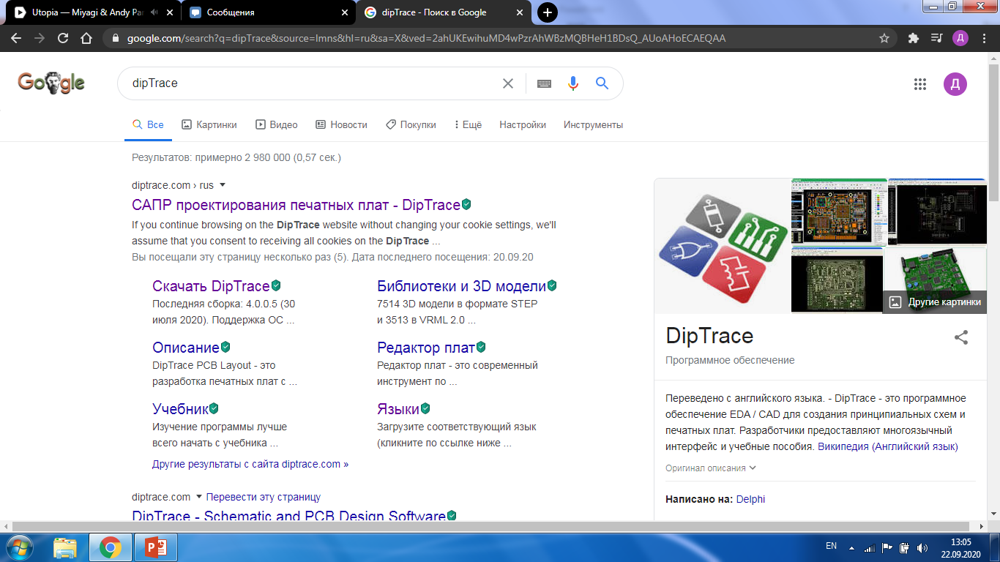 Utopia — Miyagi & Andy Pa
Сообщения
dipTrace - Поиск в Google
google.com/search?q=dipTrace&source=lmns&hl=ru&sa=X&ved=2ahUKEwihuMD4wPzrAhWBzMQBHeH1BDsQ_AUoAHoECAEQAA
Д
Google
dipTrace
Д
Все
Картинки
Видео
Новости
Покупки
Ещё
Настройки
Инструменты
Результатов: примерно 2 980 000 (0,57 сек.)
diptrace.com › rus
САПР проектирования печатных плат - DipTrace
If you continue browsing on the DipTrace website without changing your cookie settings, we'll
assume that you consent to receiving all cookies on the DipTrace ...
Вы посещали эту страницу несколько раз (5). Дата последнего посещения: 20.09.20
Скачать DipTrace
Последняя сборка: 4.0.0.5 (30
июля 2020). Поддержка ОС ...
Библиотеки и 3D модели
7514 3D модели в формате STEP
и 3513 в VRML 2.0 ...
Описание
DipTrace PCB Layout - это
разработка печатных плат с ...
Редактор плат
Редактор плат - это современный
инструмент по ...
Учебник
Изучение программы лучше
всего начать с учебника ...
Языки
Загрузите соответствующий язык
(кликните по ссылке ниже ...
Другие результаты с сайта diptrace.com »
diptrace.com
Перевести эту страницу
DipTrace - Schematic and PCB Design Software
Другие картинки
DipTrace
Программное обеспечение
Переведено с английского языка. - DipTrace - это программное
обеспечение EDA / CAD для создания принципиальных схем и
печатных плат. Разработчики предоставляют многоязычный
интерфейс и учебные пособия. Википедия (Английский язык)
Оригинал описания
Написано на: Delphi
EN
13:05
22.09.2020